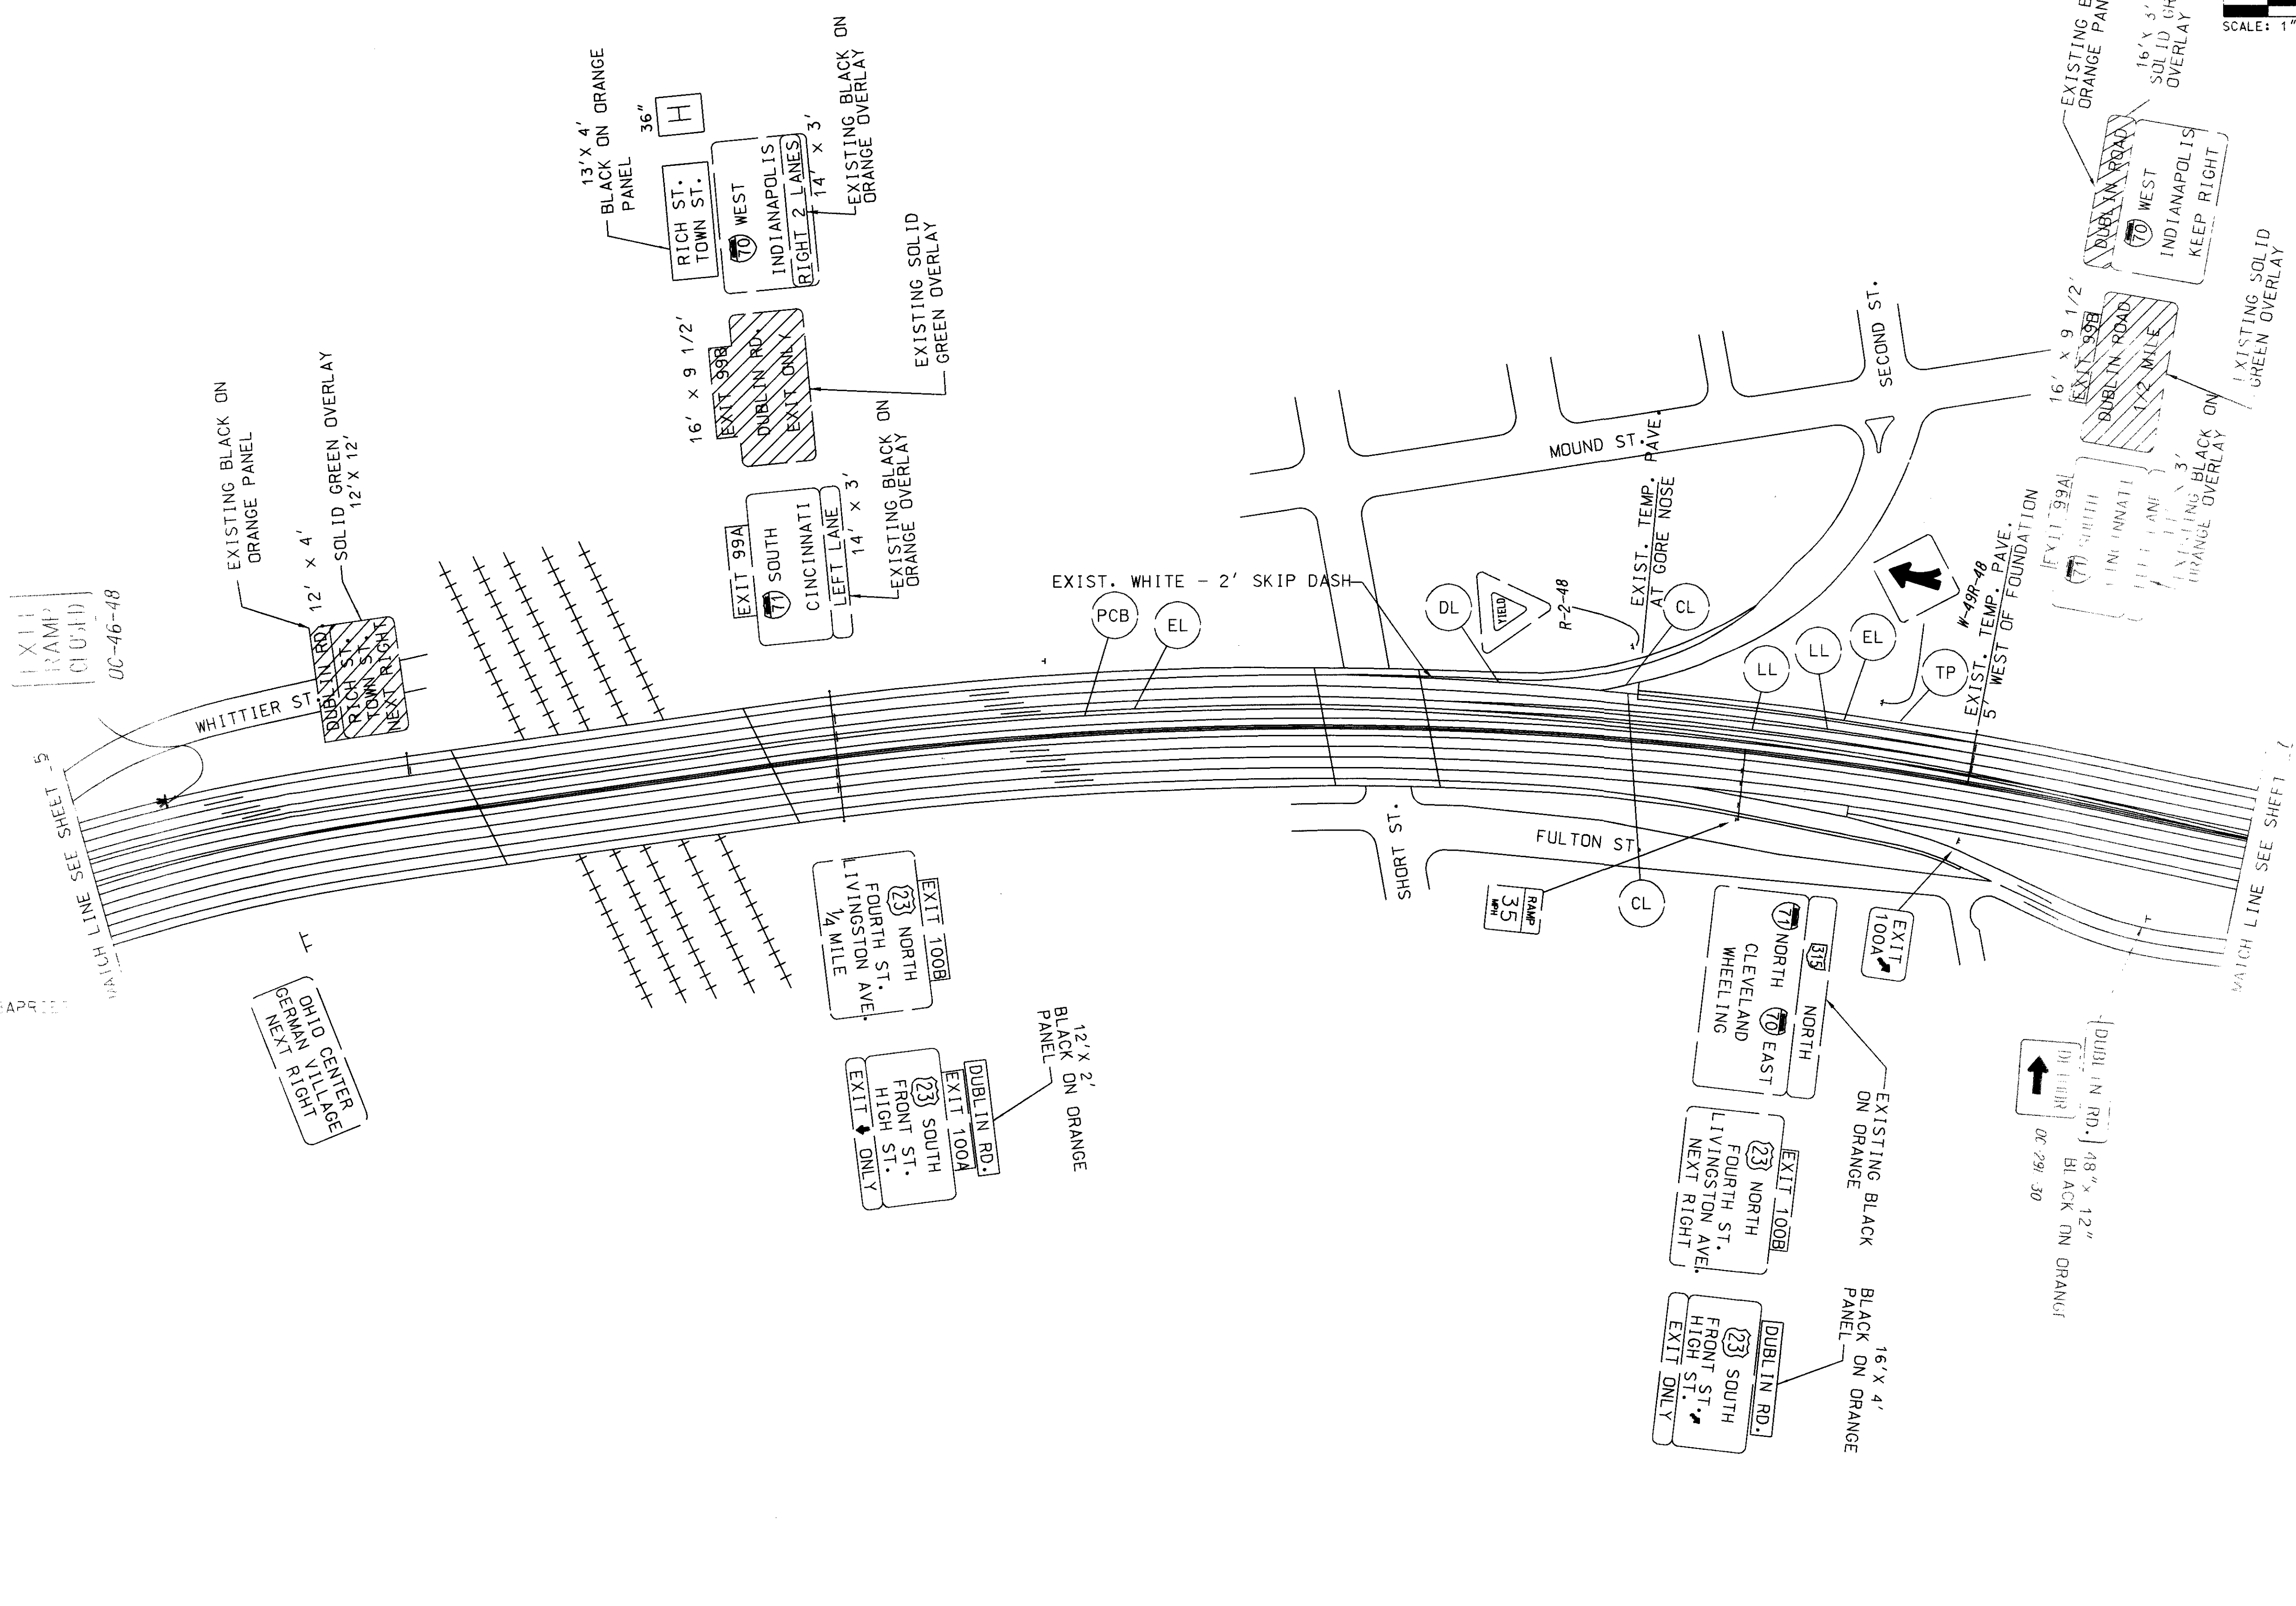 SCALE: 1"
EXISTING BLACK ON
ORANGE PANEL
12' x 4'
SOLID GREEN OVERLAY
12'X 12'
DUBLIN RD.
RICH ST.
TOWN ST.
NEXT RIGHT
EXIT
RAMP
CLOSED
OC-46-48
WHITTIER ST.
MATCH LINE SEE SHEET
13'X 4'
BLACK ON ORANGE
PANEL
36"
H
RICH ST.
TOWN ST.
70 WEST
INDIANAPOLIS
RIGHT 2 LANES
14' x 3'
EXISTING BLACK ON
ORANGE OVERLAY
16' x 9 1/2'
EXIT 99B
DUBLIN RD.
EXIT ONLY
EXISTING SOLID
GREEN OVERLAY
EXIT 99A
71 SOUTH
CINCINNATI
LEFT LANE
14' x 3'
EXISTING BLACK ON
ORANGE OVERLAY
EXIST. WHITE - 2' SKIP DASH
PCB
EL
DL
YIELD
R-2-48
EXIST. TEMP. PAVE.
AT GORE NOSE
CL
MOUND ST.
SECOND ST.
LL
LL
EL
TP
W-49R-48
EXIST. TEMP. PAVE.
5' WEST OF FOUNDATION
ORANGE
16'x 3'
OVERLAY
DUBLIN ROAD
70 WEST
INDIANAPOLIS
KEEP RIGHT
16' x 9 1/2'
EXIT 99B
DUBLIN ROAD
1/2 MILE
EXISTING SOLID
GREEN OVERLAY
EXIT 99A
71 SOUTH
CINCINNATI
EXISTING BLACK ON
ORANGE OVERLAY
MATCH LINE SEE SHEET
OHIO CENTER
GERMAN VILLAGE
NEXT RIGHT
EXIT 100B
23 NORTH
FOURTH ST.
LIVINGSTON AVE.
1/4 MILE
12'X 2'
BLACK ON ORANGE
PANEL
DUBLIN RD.
EXIT 100A
23 SOUTH
FRONT ST.
HIGH ST.
EXIT ONLY
SHORT ST.
FULTON ST.
RAMP
35
MPH
CL
EXIT
100A
315 NORTH
71 NORTH 70 EAST
CLEVELAND
WHEELING
EXISTING BLACK
ON ORANGE
EXIT 100B
23 NORTH
FOURTH ST.
LIVINGSTON AVE.
NEXT RIGHT
16'X 4'
BLACK ON ORANGE
PANEL
DUBLIN RD.
23 SOUTH
FRONT ST.
HIGH ST.
EXIT ONLY
DUBLIN RD.
48"x 12"
BLACK ON ORANGE
DETOUR